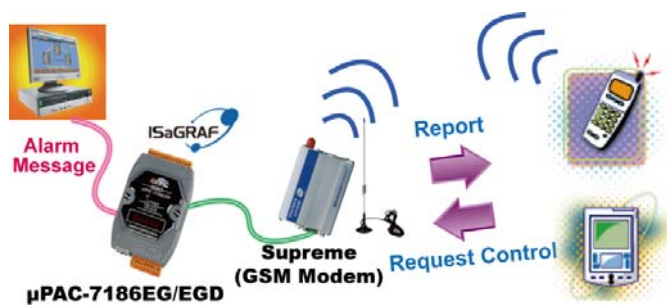 ISaGRAF
Alarm
Message
Report
Supreme
(GSM Modem)
Request Control
µPAC-7186EG/EGD